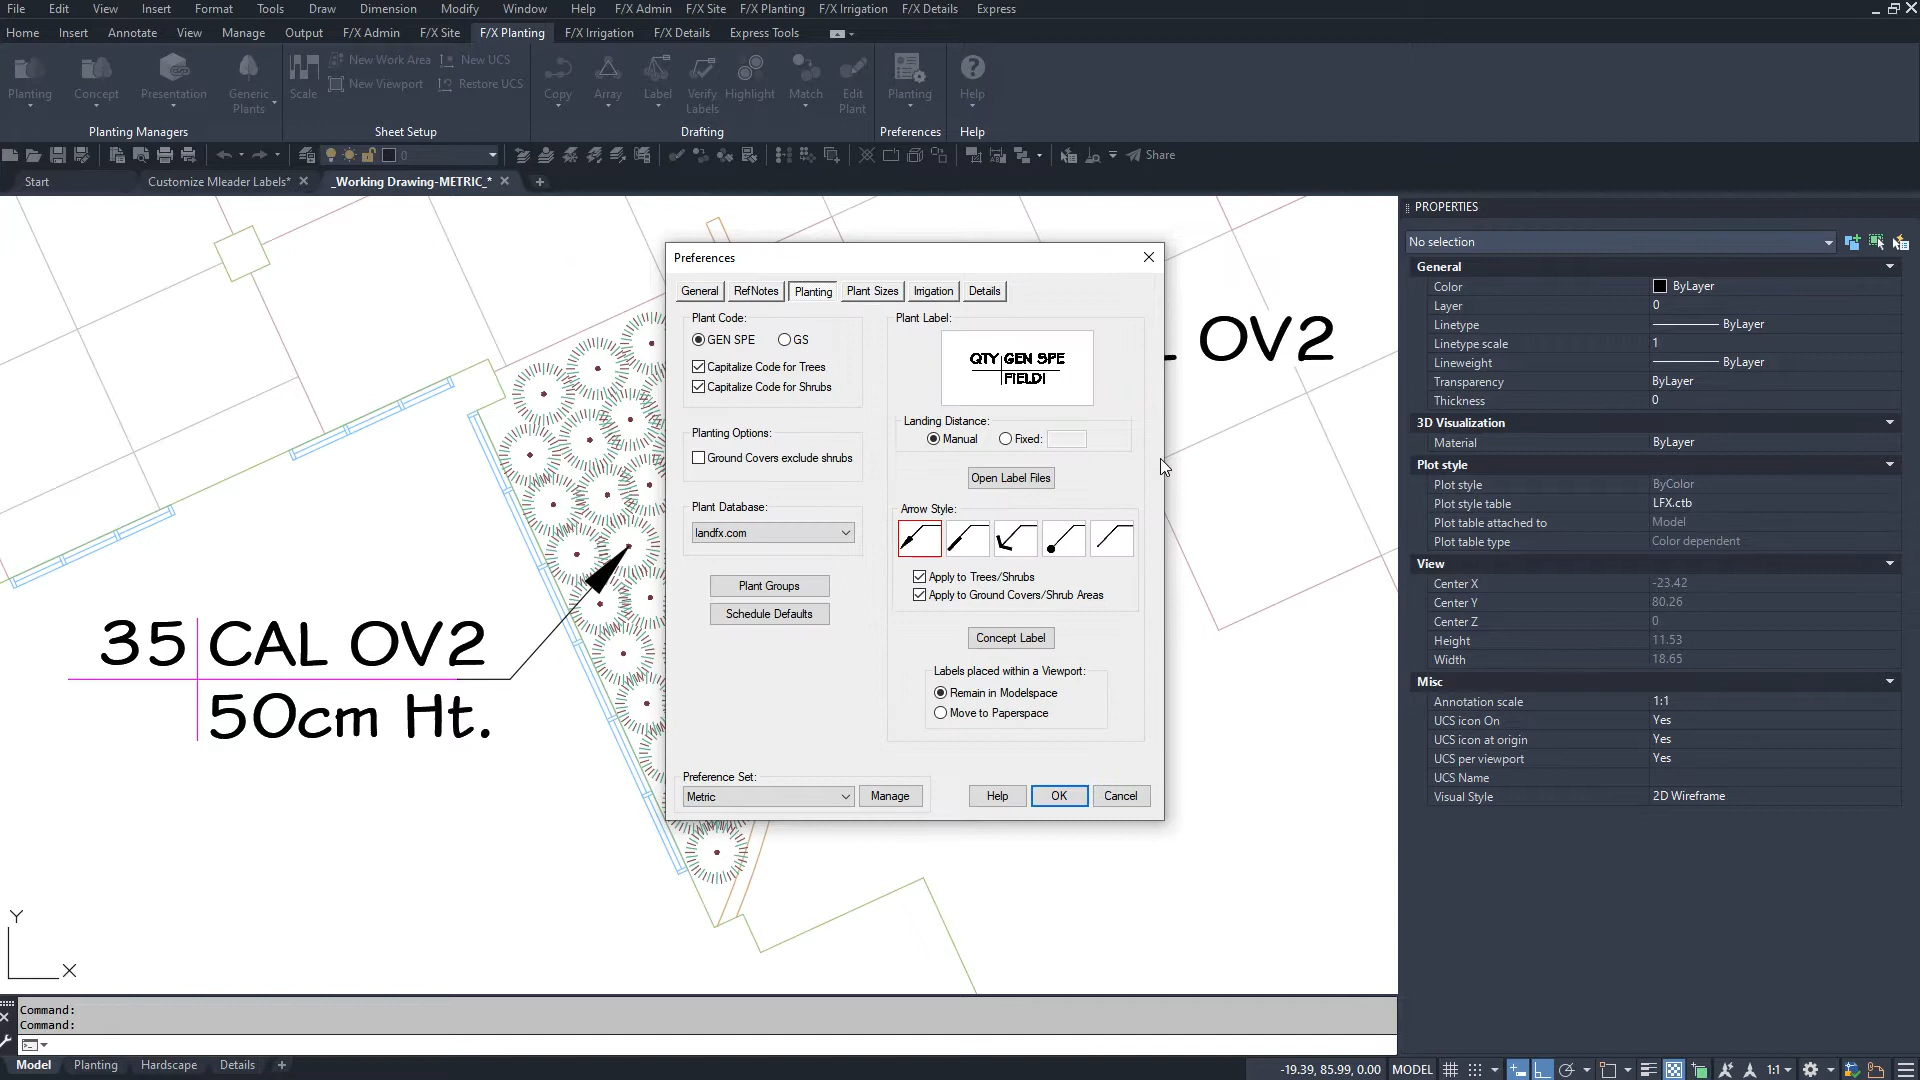 File Edit View Insert Format Tools Draw Dimension Modify Window Help F/X Admin F/X Site F/X Planting F/X Irrigation F/X Details Express
Home Insert Annotate View Manage Output F/X Admin F/X Site F/X Planting F/X Irrigation F/X Details Express Tools
New Work Area New UCS
New Viewport Restore UCS
Planting Concept Presentation Generic Plants Scale Copy Array Label Verify Labels Highlight Match Edit Plant Planting Help
Planting Managers Sheet Setup Drafting Preferences Help
0 Share
Start Customize Mleader Labels* _Working Drawing-METRIC_*
35 CAL OV2
50cm Ht.
OV2
Y
X
Preferences
General RefNotes Planting Plant Sizes Irrigation Details
Plant Code:
GEN SPE GS
Capitalize Code for Trees
Capitalize Code for Shrubs
Planting Options:
Ground Covers exclude shrubs
Plant Database:
landfx.com
Plant Groups
Schedule Defaults
Plant Label:
QTY GEN SPE
FIELD1
Landing Distance:
Manual Fixed:
Open Label Files
Arrow Style:
Apply to Trees/Shrubs
Apply to Ground Covers/Shrub Areas
Concept Label
Labels placed within a Viewport:
Remain in Modelspace
Move to Paperspace
Preference Set:
Metric Manage Help OK Cancel
PROPERTIES
No selection
General
Color ByLayer
Layer 0
Linetype ByLayer
Linetype scale 1
Lineweight ByLayer
Transparency ByLayer
Thickness 0
3D Visualization
Material ByLayer
Plot style
Plot style ByColor
Plot style table LFX.ctb
Plot table attached to Model
Plot table type Color dependent
View
Center X -23.42
Center Y 80.26
Center Z 0
Height 11.53
Width 18.65
Misc
Annotation scale 1:1
UCS icon On Yes
UCS icon at origin Yes
UCS per viewport Yes
UCS Name
Visual Style 2D Wireframe
Command:
Command:
Model Planting Hardscape Details +
-19.39, 85.99, 0.00 MODEL 1:1